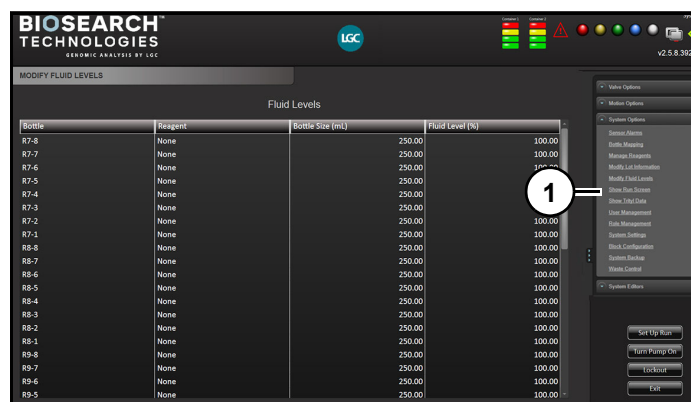 BIOSEARCH™
TECHNOLOGIES
GENOMIC ANALYSIS BY LGC
LGC
Container 1 Container 2
v2.5.8.392
MODIFY FLUID LEVELS
Fluid Levels
Bottle Reagent Bottle Size (mL) Fluid Level (%)
R7-8 None 250.00 100.00
R7-7 None 250.00 100.00
R7-6 None 250.00 100.00
R7-5 None 250.00
R7-4 None 250.00
R7-3 None 250.00
R7-2 None 250.00 100.00
R7-1 None 250.00 100.00
R8-8 None 250.00 100.00
R8-7 None 250.00 100.00
R8-6 None 250.00 100.00
R8-5 None 250.00 100.00
R8-4 None 250.00 100.00
R8-3 None 250.00 100.00
R8-2 None 250.00 100.00
R8-1 None 250.00 100.00
R9-8 None 250.00 100.00
R9-7 None 250.00 100.00
R9-6 None 250.00 100.00
R9-5 None 250.00 100.00
1
Valve Options
Motion Options
System Options
Sensor Alarms
Bottle Mapping
Manage Reagents
Modify Lot Information
Modify Fluid Levels
Show Run Screen
Show Trityl Data
User Management
Role Management
System Settings
Block Configuration
System Backup
Waste Control
System Editors
Set Up Run
Turn Pump On
Lockout
Exit